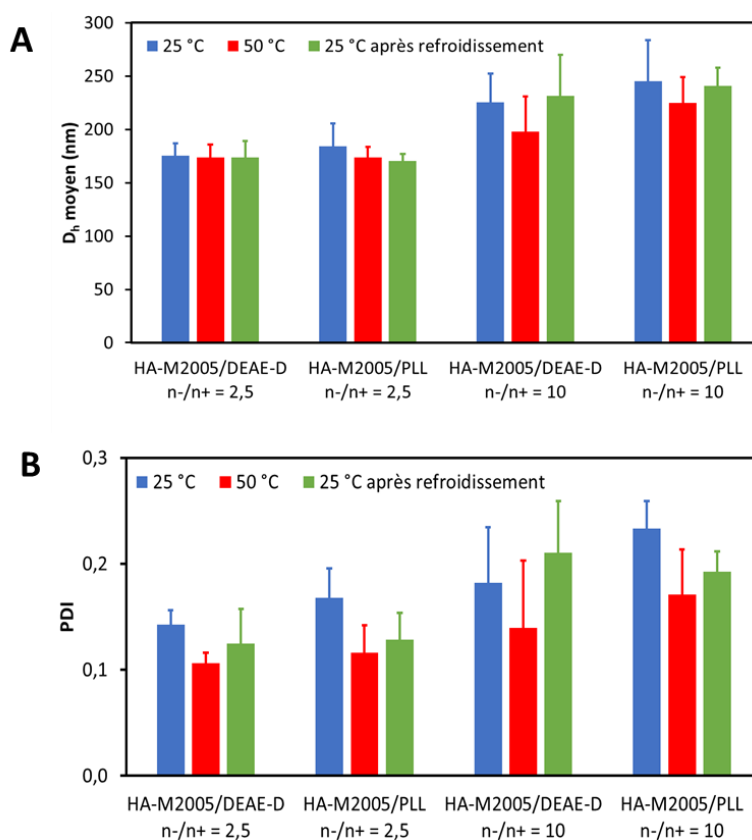 A
300
250
200
150
100
50
0
Dₕ moyen (nm)
25 °C 50 °C 25 °C après refroidissement
HA-M2005/DEAE-D HA-M2005/PLL HA-M2005/DEAE-D HA-M2005/PLL
n-/n+ = 2,5 n-/n+ = 2,5 n-/n+ = 10 n-/n+ = 10
B
0,3
0,2
0,1
0,0
PDI
25 °C 50 °C 25 °C après refroidissement
HA-M2005/DEAE-D HA-M2005/PLL HA-M2005/DEAE-D HA-M2005/PLL
n-/n+ = 2,5 n-/n+ = 2,5 n-/n+ = 10 n-/n+ = 10